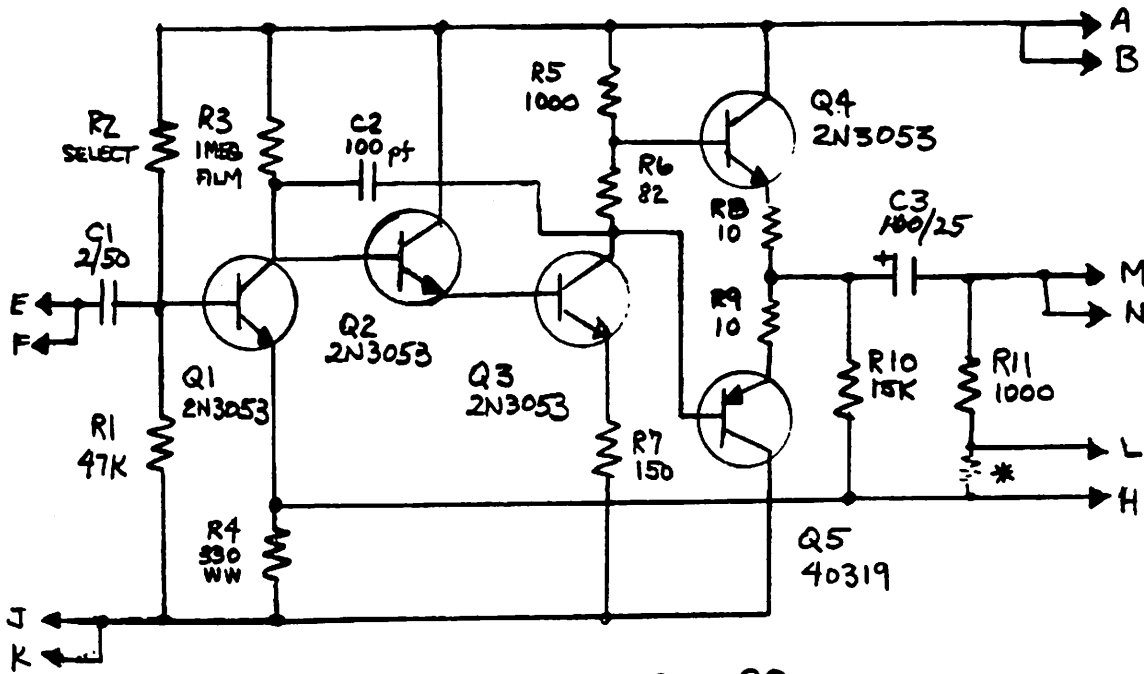 A
B
R5
1000
Q4
2N3053
R2
SELECT
R3
1MEG
FILM
C2
100 pf
R6
82
R8
10
C3
100/25
+
C1
2/50
E
F
M
N
Q2
2N3053
R9
10
Q1
2N3053
Q3
2N3053
R10
15K
R11
1000
R1
47K
R7
150
L
*
H
R4
330
WW
Q5
40319
J
K